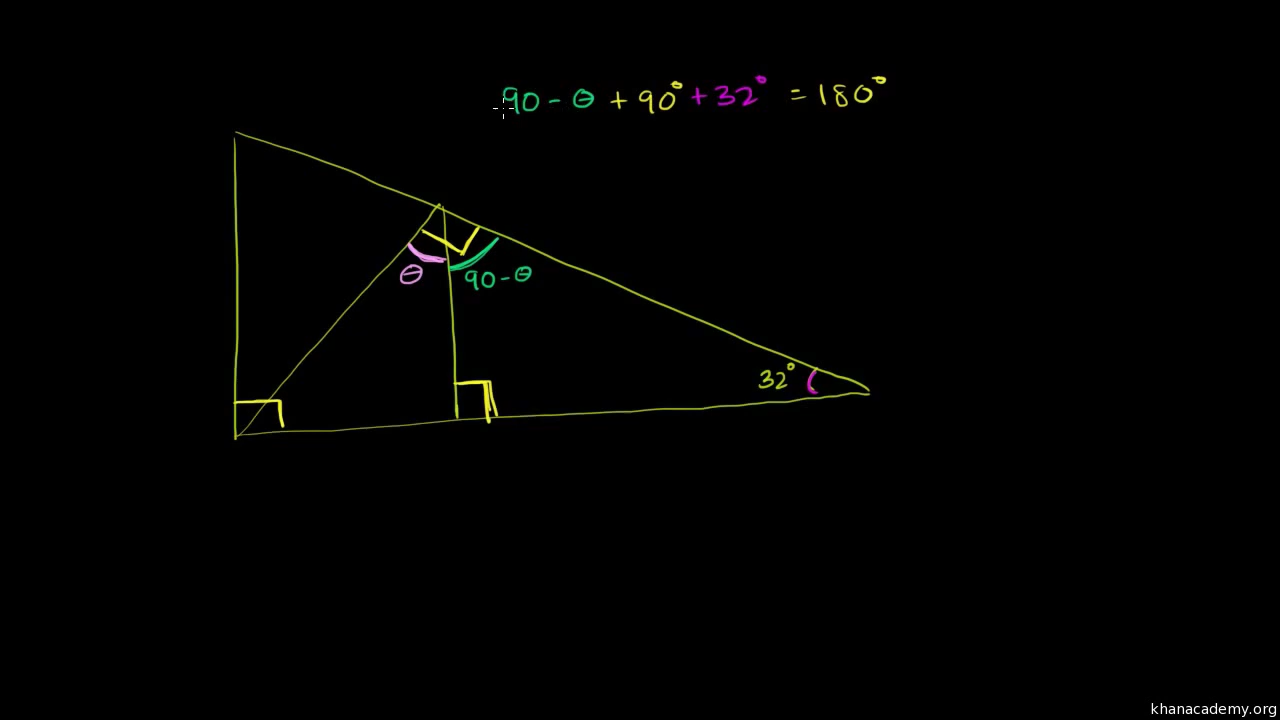 90 - θ + 90° + 32° = 180°
θ
90 - θ
32°
khanacademy.org